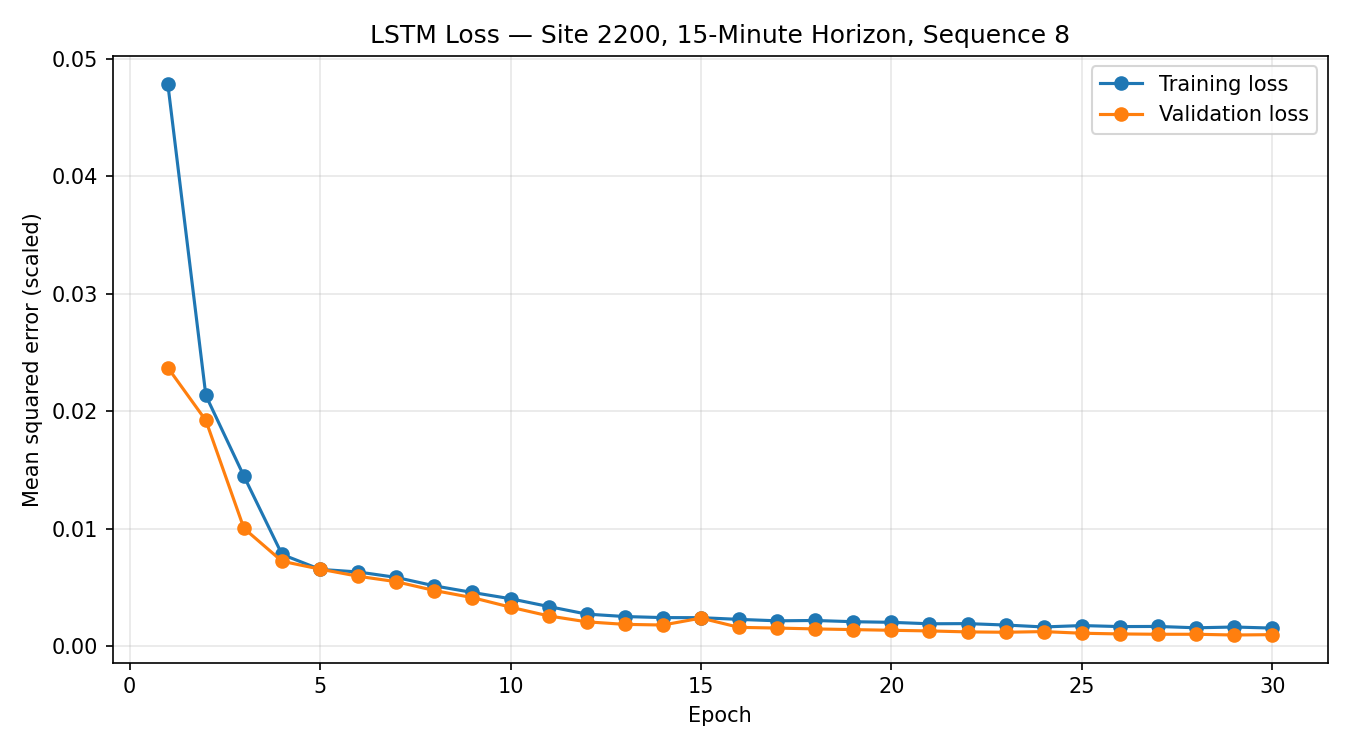 LSTM Loss — Site 2200, 15-Minute Horizon, Sequence 8
Training loss
Validation loss
Mean squared error (scaled)
0.05
0.04
0.03
0.02
0.01
0.00
0 5 10 15 20 25 30
Epoch